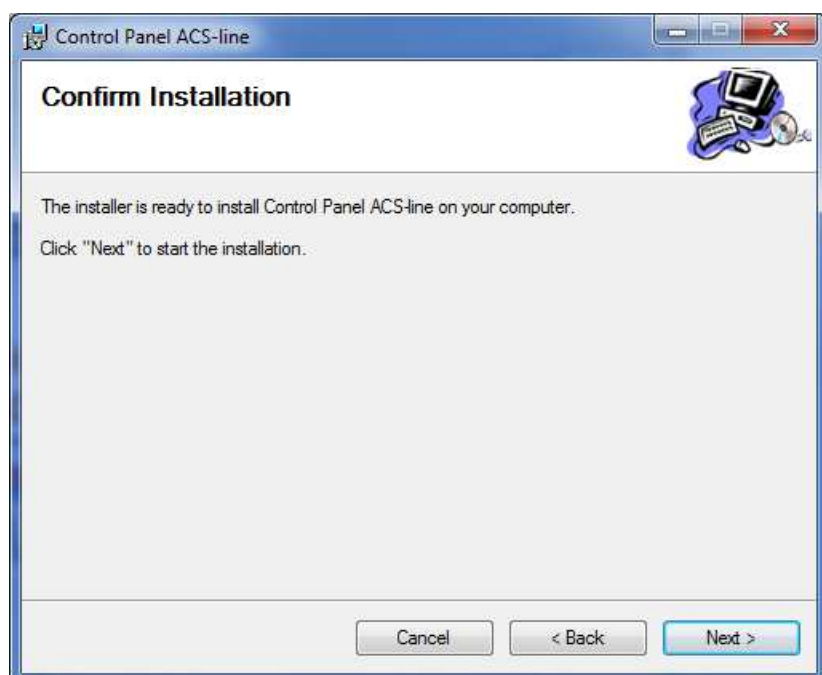 Control Panel ACS-line
Confirm Installation
The installer is ready to install Control Panel ACS-line on your computer.
Click "Next" to start the installation.
Cancel
< Back
Next >